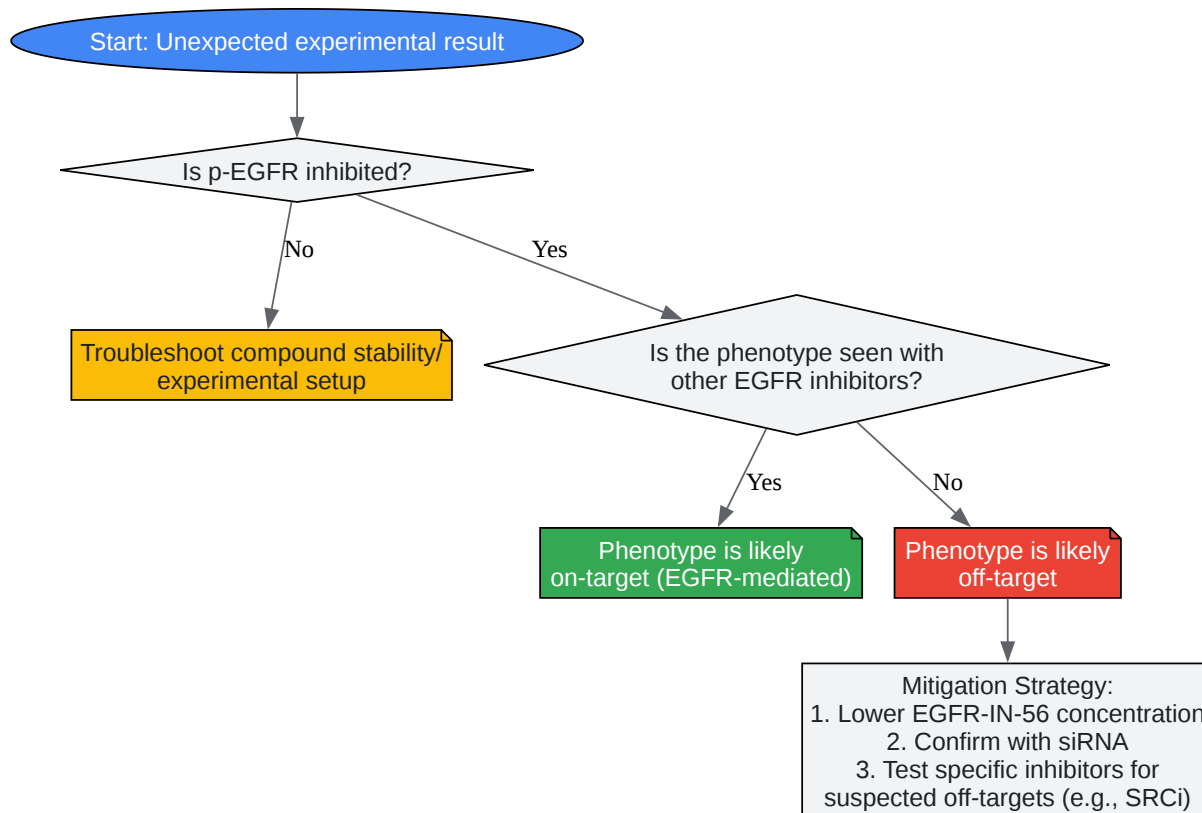 Start: Unexpected experimental result
Is p-EGFR inhibited?
No
Yes
Troubleshoot compound stability/
experimental setup
Is the phenotype seen with
other EGFR inhibitors?
Yes
No
Phenotype is likely
on-target (EGFR-mediated)
Phenotype is likely
off-target
Mitigation Strategy:
1. Lower EGFR-IN-56 concentration
2. Confirm with siRNA
3. Test specific inhibitors for
suspected off-targets (e.g., SRCi)